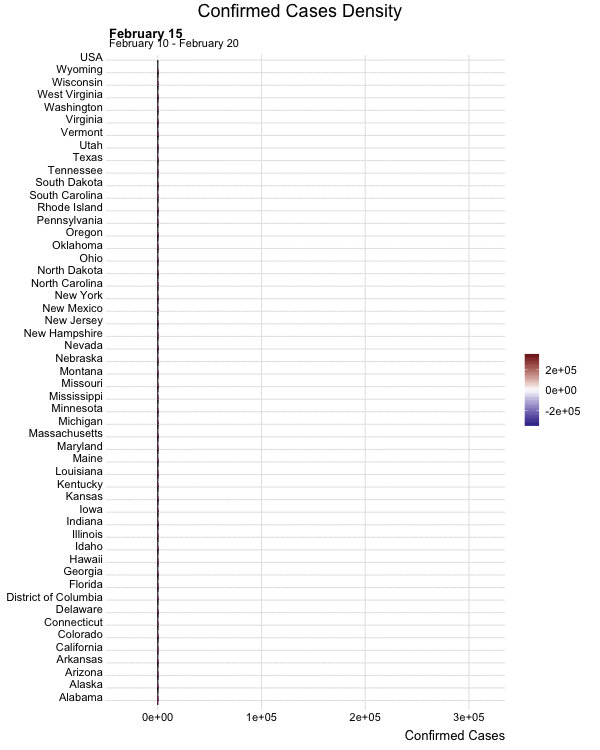 Confirmed Cases Density
February 15
February 10 - February 20
USA
Wyoming
Wisconsin
West Virginia
Washington
Virginia
Vermont
Utah
Texas
Tennessee
South Dakota
South Carolina
Rhode Island
Pennsylvania
Oregon
Oklahoma
Ohio
North Dakota
North Carolina
New York
New Mexico
New Jersey
New Hampshire
Nevada
Nebraska
Montana
Missouri
Mississippi
Minnesota
Michigan
Massachusetts
Maryland
Maine
Louisiana
Kentucky
Kansas
Iowa
Indiana
Illinois
Idaho
Hawaii
Georgia
Florida
District of Columbia
Delaware
Connecticut
Colorado
California
Arkansas
Arizona
Alaska
Alabama
0e+00 1e+05 2e+05 3e+05
Confirmed Cases
2e+05
0e+00
-2e+05